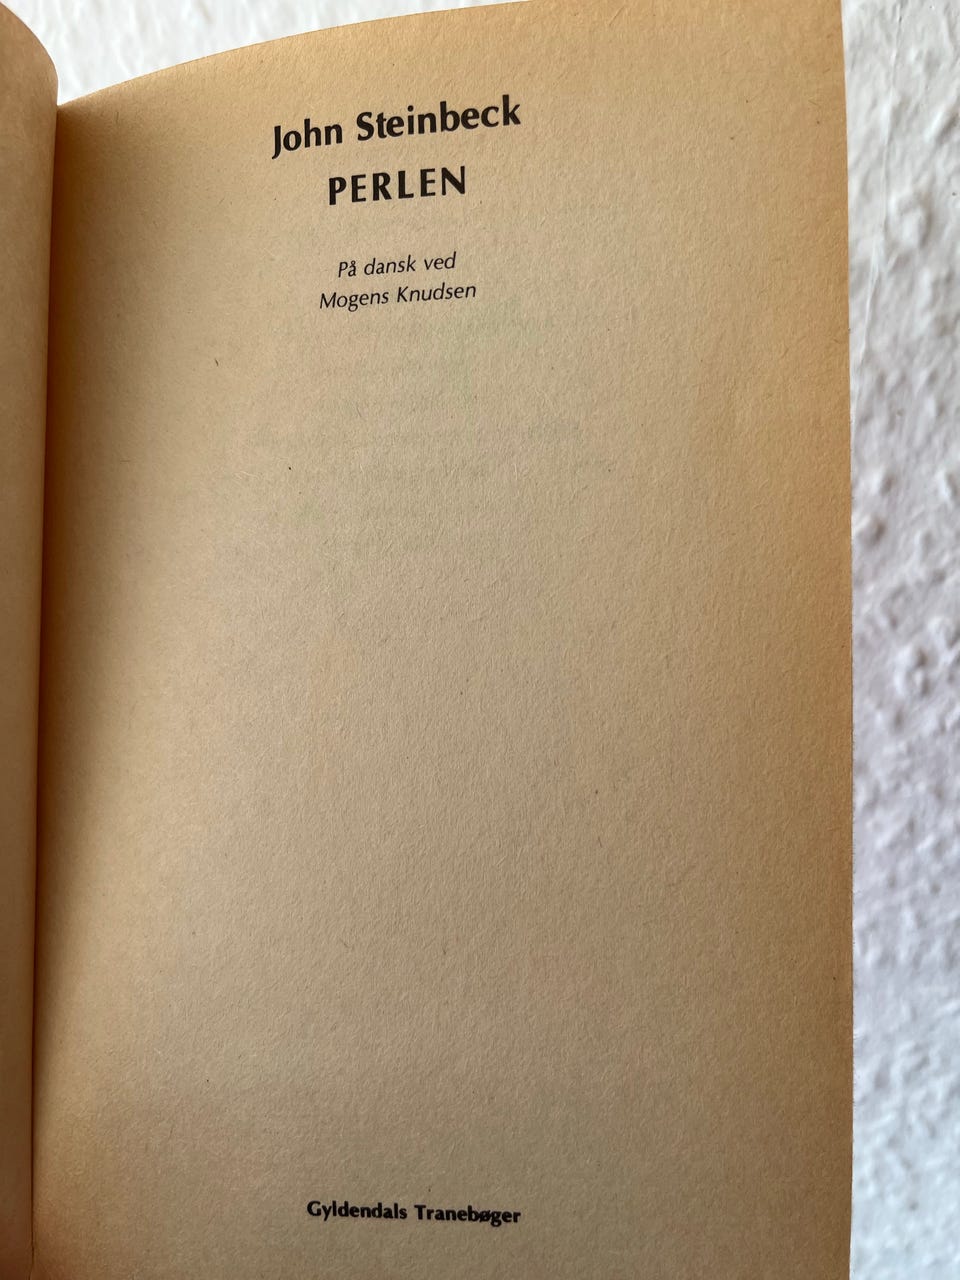 John Steinbeck
PERLEN
På dansk ved
Mogens Knudsen
Gyldendals Tranebøger